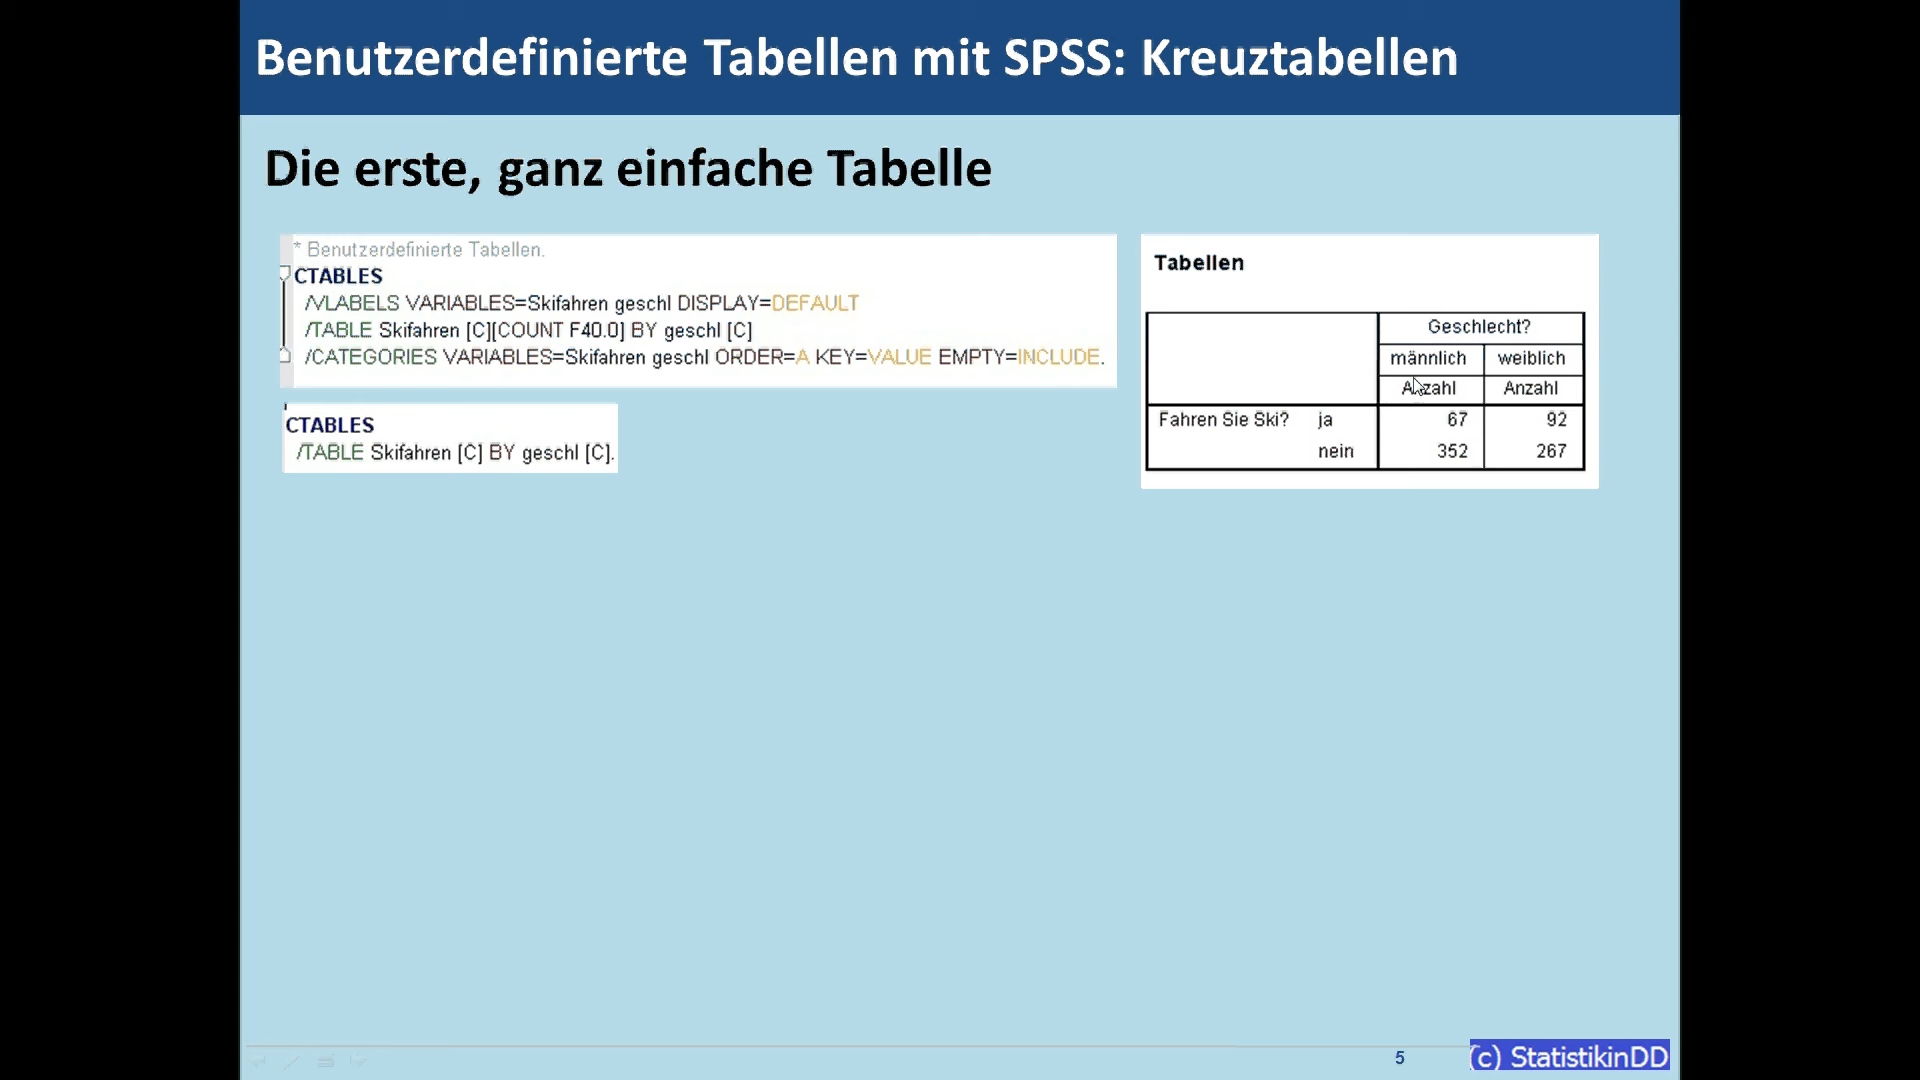 Benutzerdefinierte Tabellen mit SPSS: Kreuztabellen
Die erste, ganz einfache Tabelle
* Benutzerdefinierte Tabellen.
CTABLES
/VLABELS VARIABLES=Skifahren geschl DISPLAY=DEFAULT
/TABLE Skifahren [C][COUNT F40.0] BY geschl [C]
/CATEGORIES VARIABLES=Skifahren geschl ORDER=A KEY=VALUE EMPTY=INCLUDE.
CTABLES
/TABLE Skifahren [C] BY geschl [C].
Tabellen
Geschlecht?
männlich weiblich
Anzahl Anzahl
Fahren Sie Ski? ja 67 92
nein 352 267
5
(c) StatistikinDD